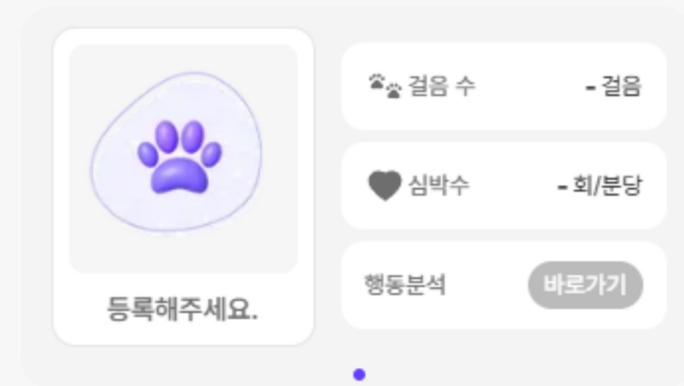 걸음 수
- 걸음
심박수
- 회/분당
행동분석
바로가기
등록해주세요.